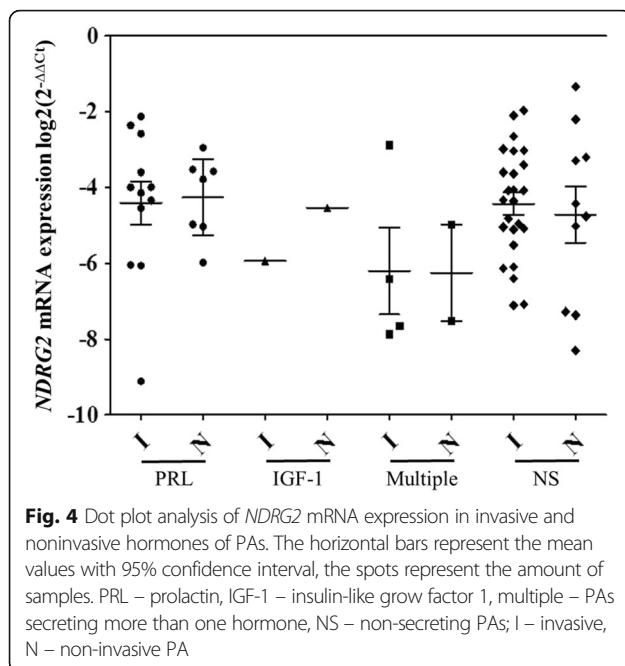 NDRG2 mRNA expression log2(2-ΔΔCt)
0
-2
-4
-6
-8
-10
I N I N I N I N
PRL IGF-1 Multiple NS
Fig. 4 Dot plot analysis of NDRG2 mRNA expression in invasive and
noninvasive hormones of PAs. The horizontal bars represent the mean
values with 95% confidence interval, the spots represent the amount of
samples. PRL – prolactin, IGF-1 – insulin-like grow factor 1, multiple – PAs
secreting more than one hormone, NS – non-secreting PAs; I – invasive,
N – non-invasive PA